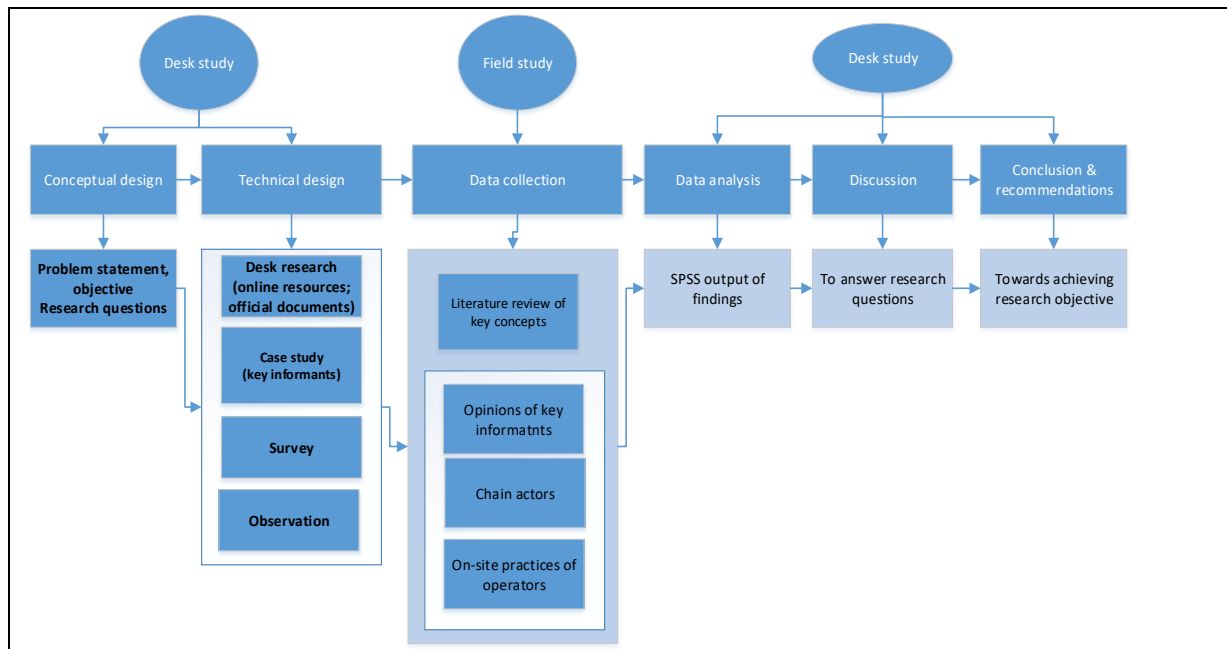 Desk study
Field study
Desk study
Conceptual design
Technical design
Data collection
Data analysis
Discussion
Conclusion &
recommendations
Problem statement,
objective
Research questions
Desk research
(online resources;
official documents)
Case study
(key informants)
Survey
Observation
Literature review of
key concepts
Opinions of key
informatnts
Chain actors
On-site practices of
operators
SPSS output of
findings
To answer research
questions
Towards achieving
research objective